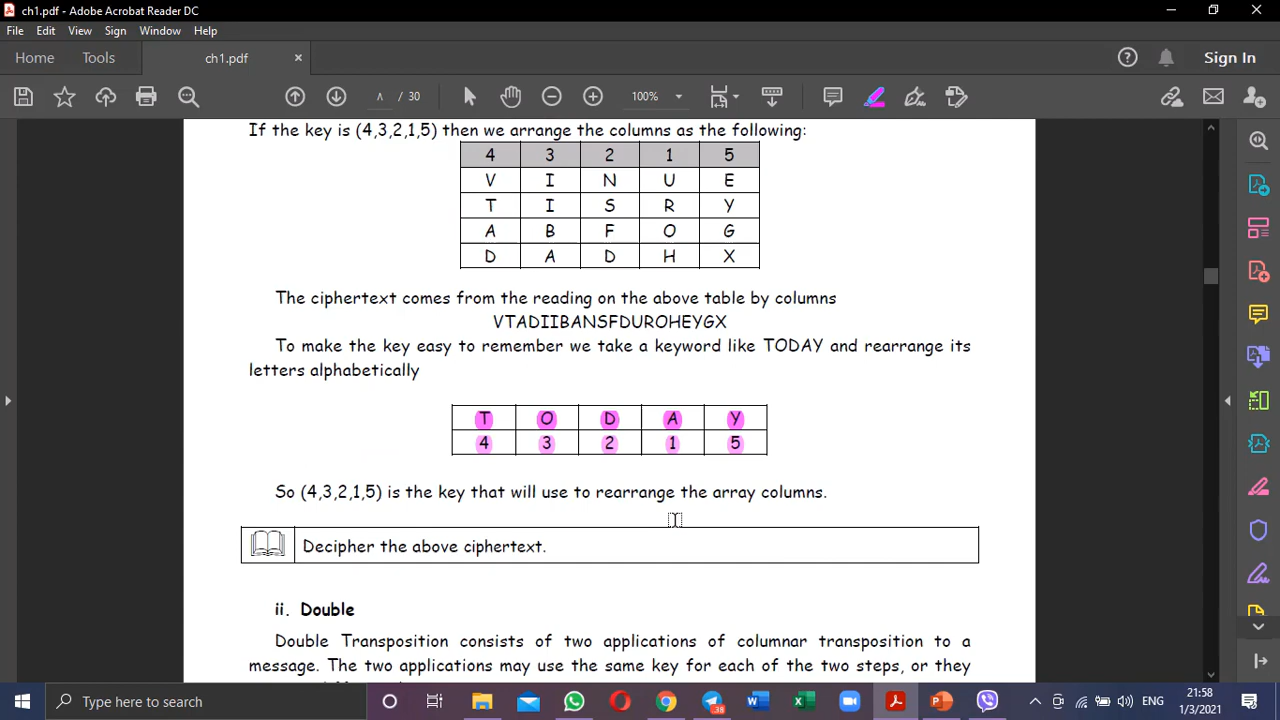 ch1.pdf - Adobe Acrobat Reader DC
File Edit View Sign Window Help
Home Tools ch1.pdf × Sign In
/ 30 100%
If the key is (4,3,2,1,5) then we arrange the columns as the following:
4 3 2 1 5
V I N U E
T I S R Y
A B F O G
D A D H X
The ciphertext comes from the reading on the above table by columns
VTADIIBANSFDUROHEYGX
To make the key easy to remember we take a keyword like TODAY and rearrange its
letters alphabetically
T O D A Y
4 3 2 1 5
So (4,3,2,1,5) is the key that will use to rearrange the array columns.
Decipher the above ciphertext.
ii. Double
Double Transposition consists of two applications of columnar transposition to a
message. The two applications may use the same key for each of the two steps, or they
Type here to search
38
ENG
21:58
1/3/2021